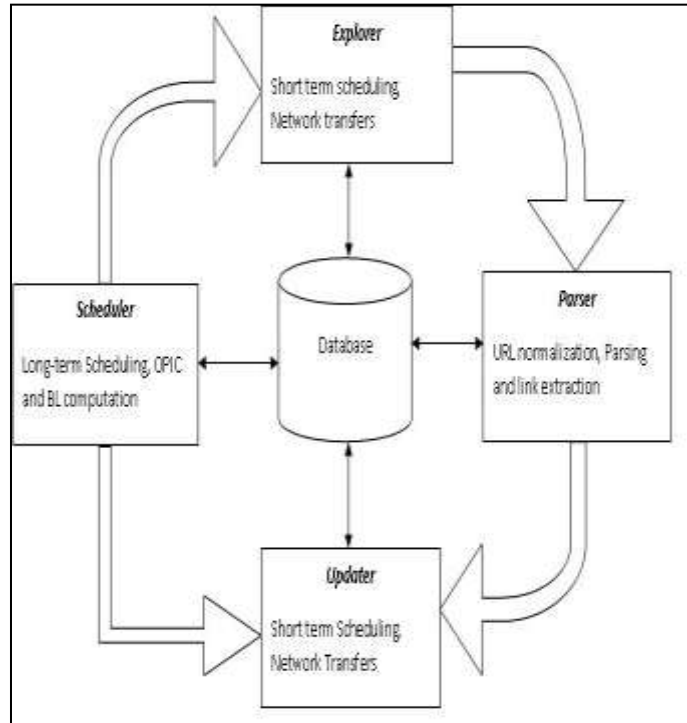 Explorer
Short term scheduling,
Network transfers
Scheduler
Long-term Scheduling, OPIC
and BL computation
Database
Parser
URL normalization, Parsing
and link extraction
Updater
Short term Scheduling,
Network Transfers